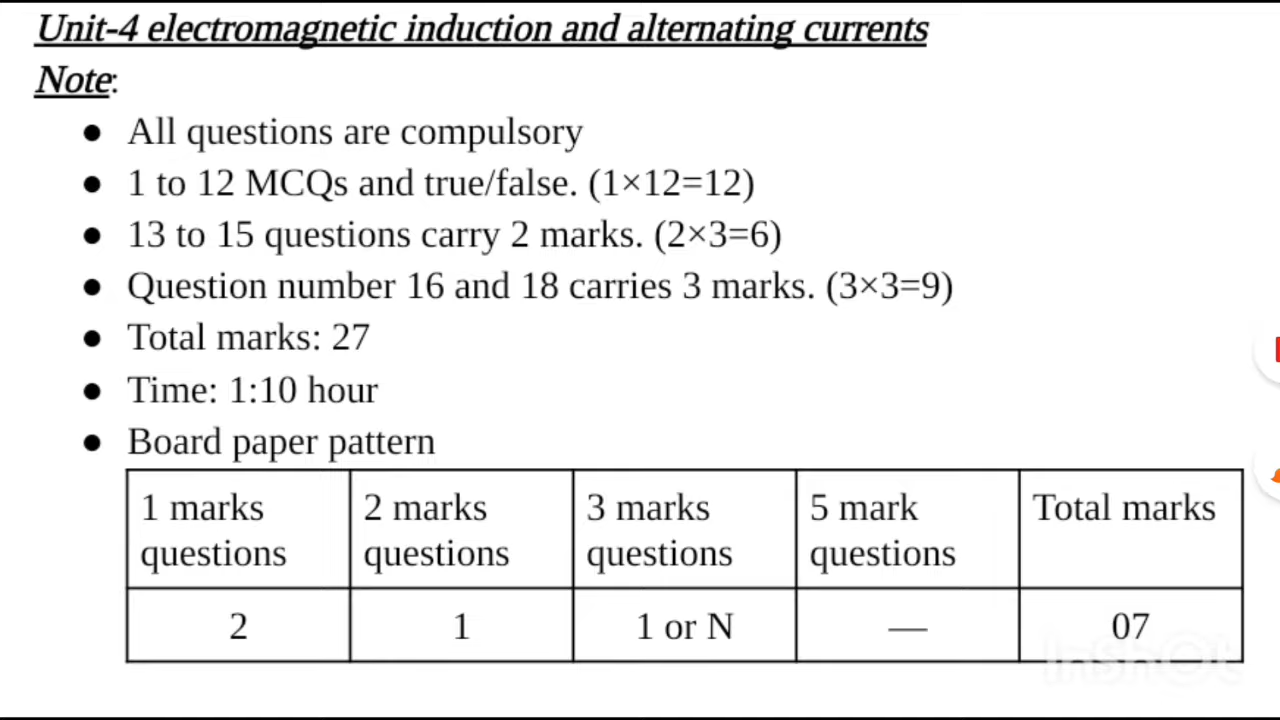 Unit-4 electromagnetic induction and alternating currents
Note:
● All questions are compulsory
● 1 to 12 MCQs and true/false. (1×12=12)
● 13 to 15 questions carry 2 marks. (2×3=6)
● Question number 16 and 18 carries 3 marks. (3×3=9)
● Total marks: 27
● Time: 1:10 hour
● Board paper pattern
1 marks questions | 2 marks questions | 3 marks questions | 5 mark questions | Total marks
2 | 1 | 1 or N | — | 07
InshOt